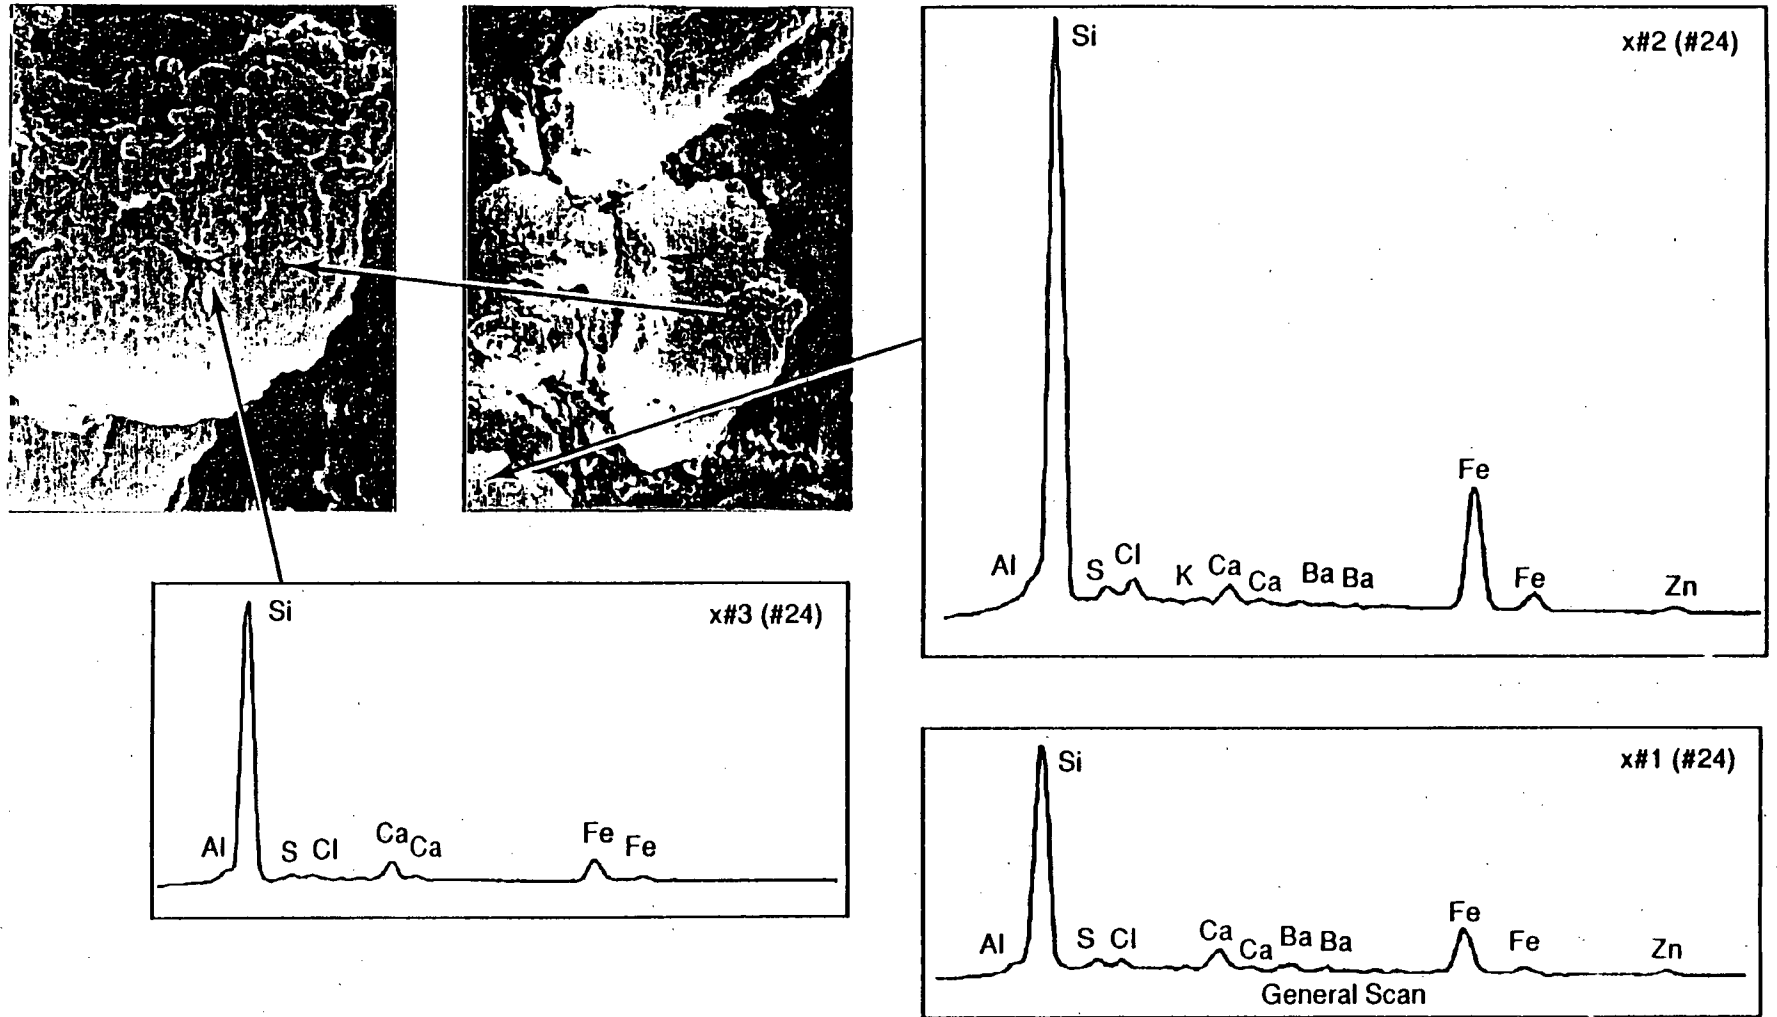 x#2 (#24)
Si
Al
S
Cl
K
Ca
Ca
Ba
Ba
Fe
Fe
Zn
x#3 (#24)
Si
Al
S
Cl
Ca
Ca
Fe
Fe
x#1 (#24)
Si
Al
S
Cl
Ca
Ca
Ba
Ba
Fe
Fe
Zn
General Scan